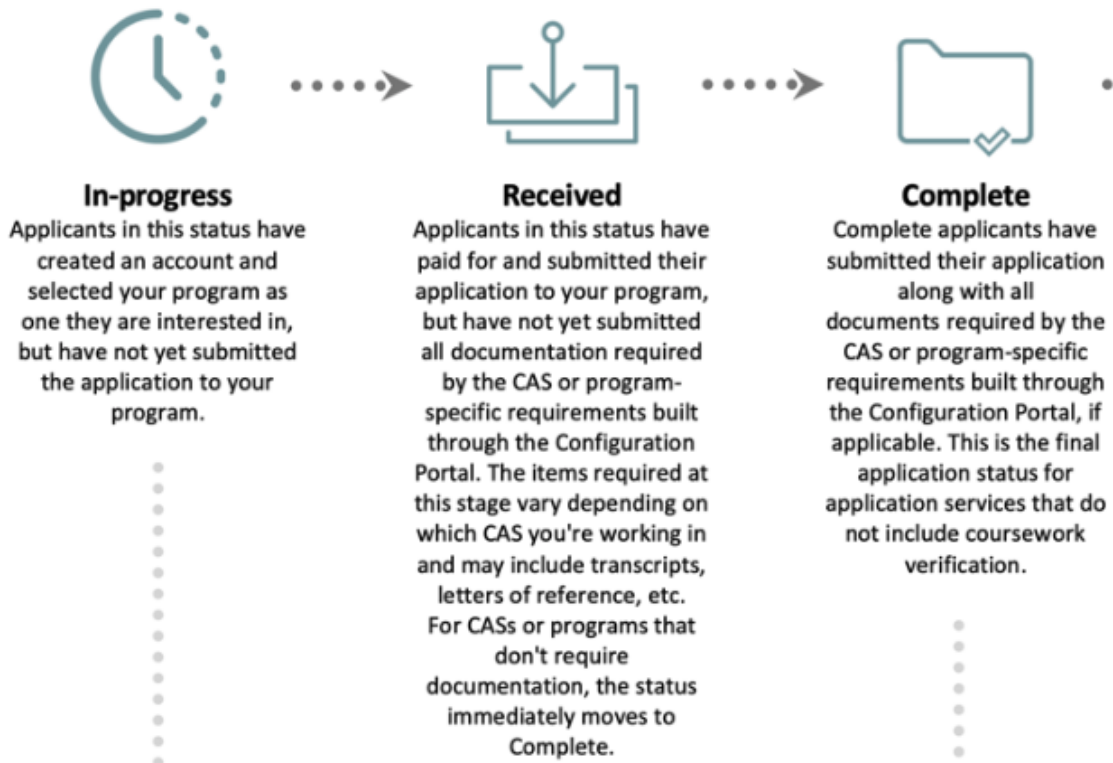 In-progress
Applicants in this status have
created an account and
selected your program as
one they are interested in,
but have not yet submitted
the application to your
program.
Received
Applicants in this status have
paid for and submitted their
application to your program,
but have not yet submitted
all documentation required
by the CAS or program-
specific requirements built
through the Configuration
Portal. The items required at
this stage vary depending on
which CAS you're working in
and may include transcripts,
letters of reference, etc.
For CASs or programs that
don't require
documentation, the status
immediately moves to
Complete.
Complete
Complete applicants have
submitted their application
along with all
documents required by the
CAS or program-specific
requirements built through
the Configuration Portal, if
applicable. This is the final
application status for
application services that do
not include coursework
verification.